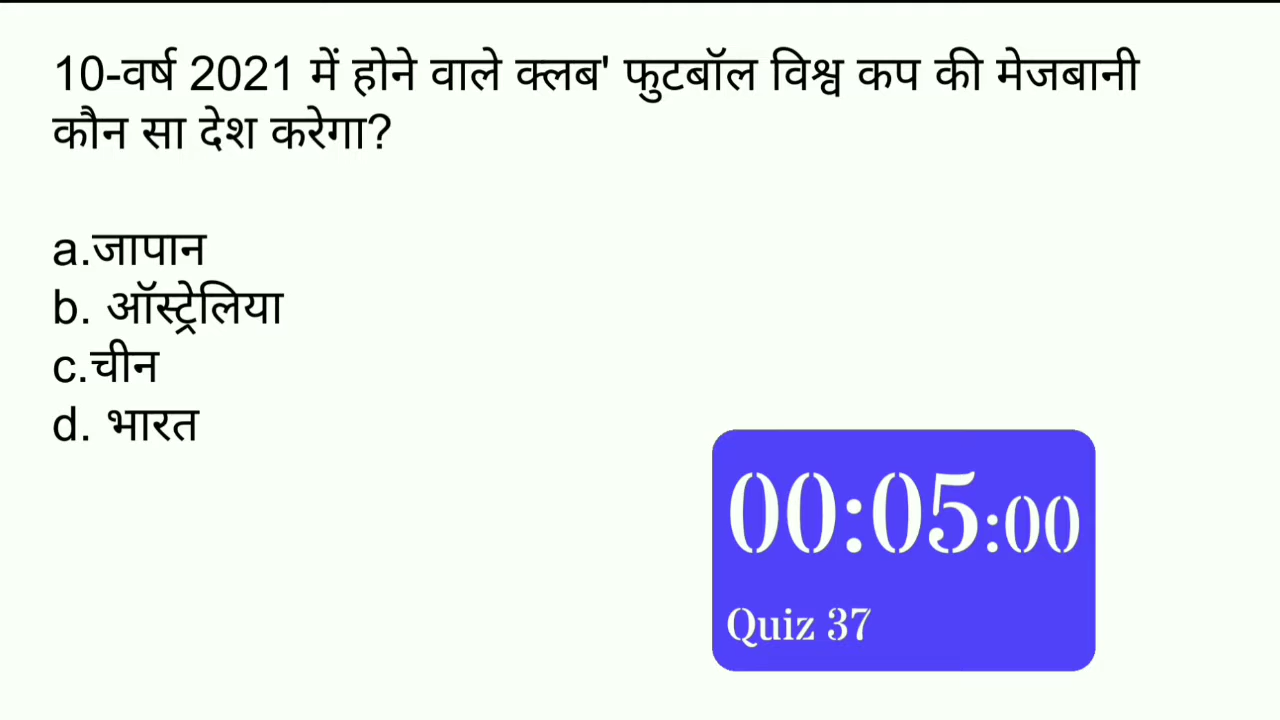 10-वर्ष 2021 में होने वाले क्लब' फुटबॉल विश्व कप की मेजबानी
कौन सा देश करेगा?
a.जापान
b. ऑस्ट्रेलिया
c.चीन
d. भारत
00:05:00
Quiz 37